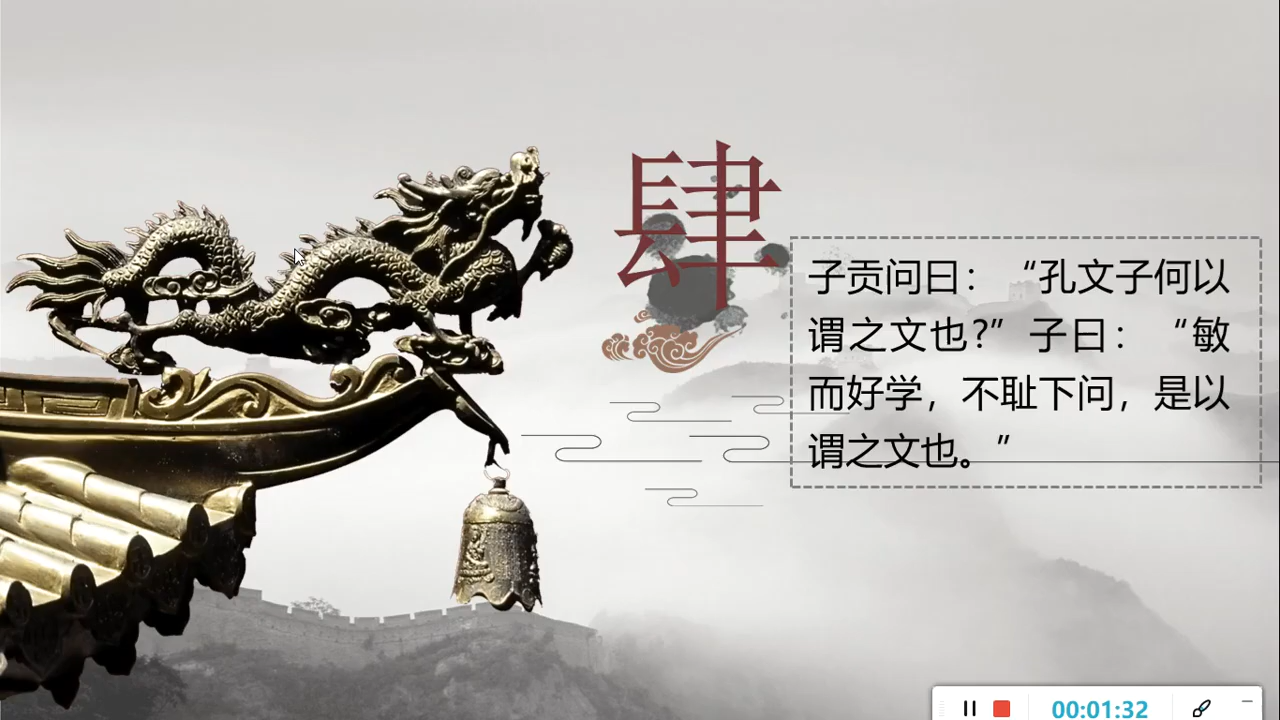 肆
子贡问曰：“孔文子何以
谓之文也?”子曰：“敏
而好学，不耻下问，是以
谓之文也。”
00:01:32